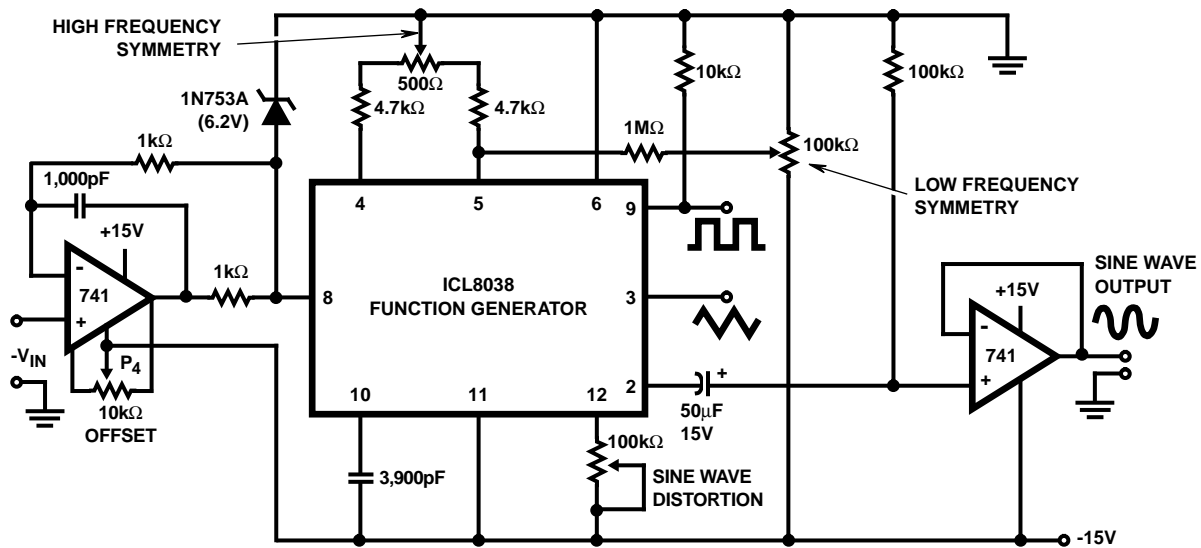 HIGH FREQUENCY
SYMMETRY
500Ω
1N753A
(6.2V)
4.7kΩ
4.7kΩ
10kΩ
100kΩ
1kΩ
1MΩ
100kΩ
1,000pF
LOW FREQUENCY
SYMMETRY
4
5
6
9
+15V
-
741
+
1kΩ
8
ICL8038
FUNCTION GENERATOR
3
SINE WAVE
OUTPUT
+15V
-
741
+
-VIN
P4
10kΩ
OFFSET
10
11
12
2
+
50µF
15V
100kΩ
3,900pF
SINE WAVE
DISTORTION
-15V